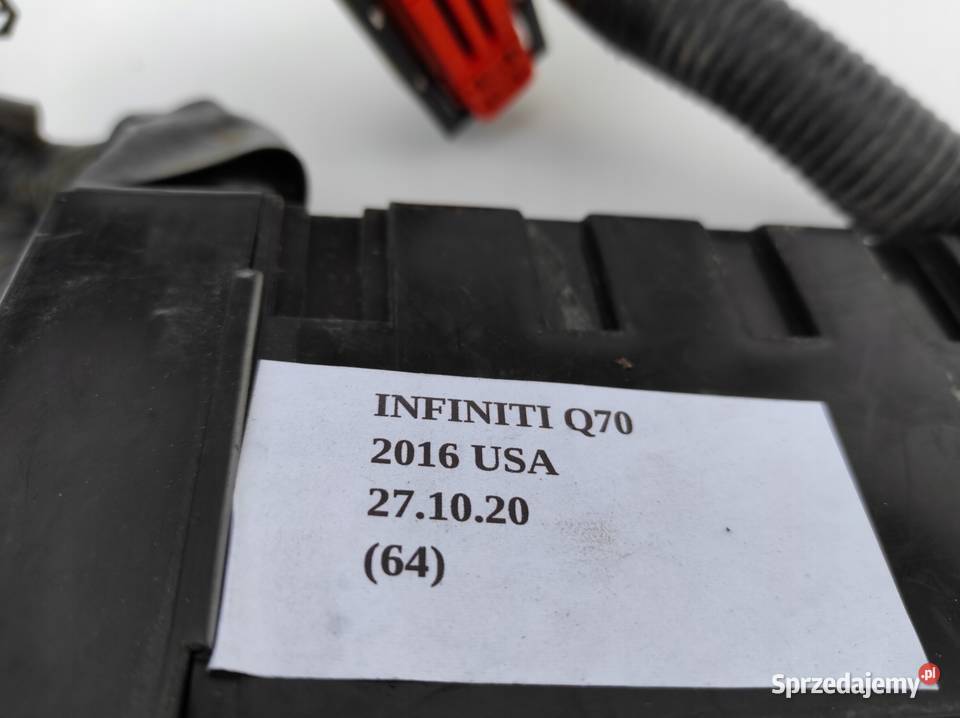 INFINITI Q70
2016 USA
27.10.20
(64)
Sprzedajemy.pl